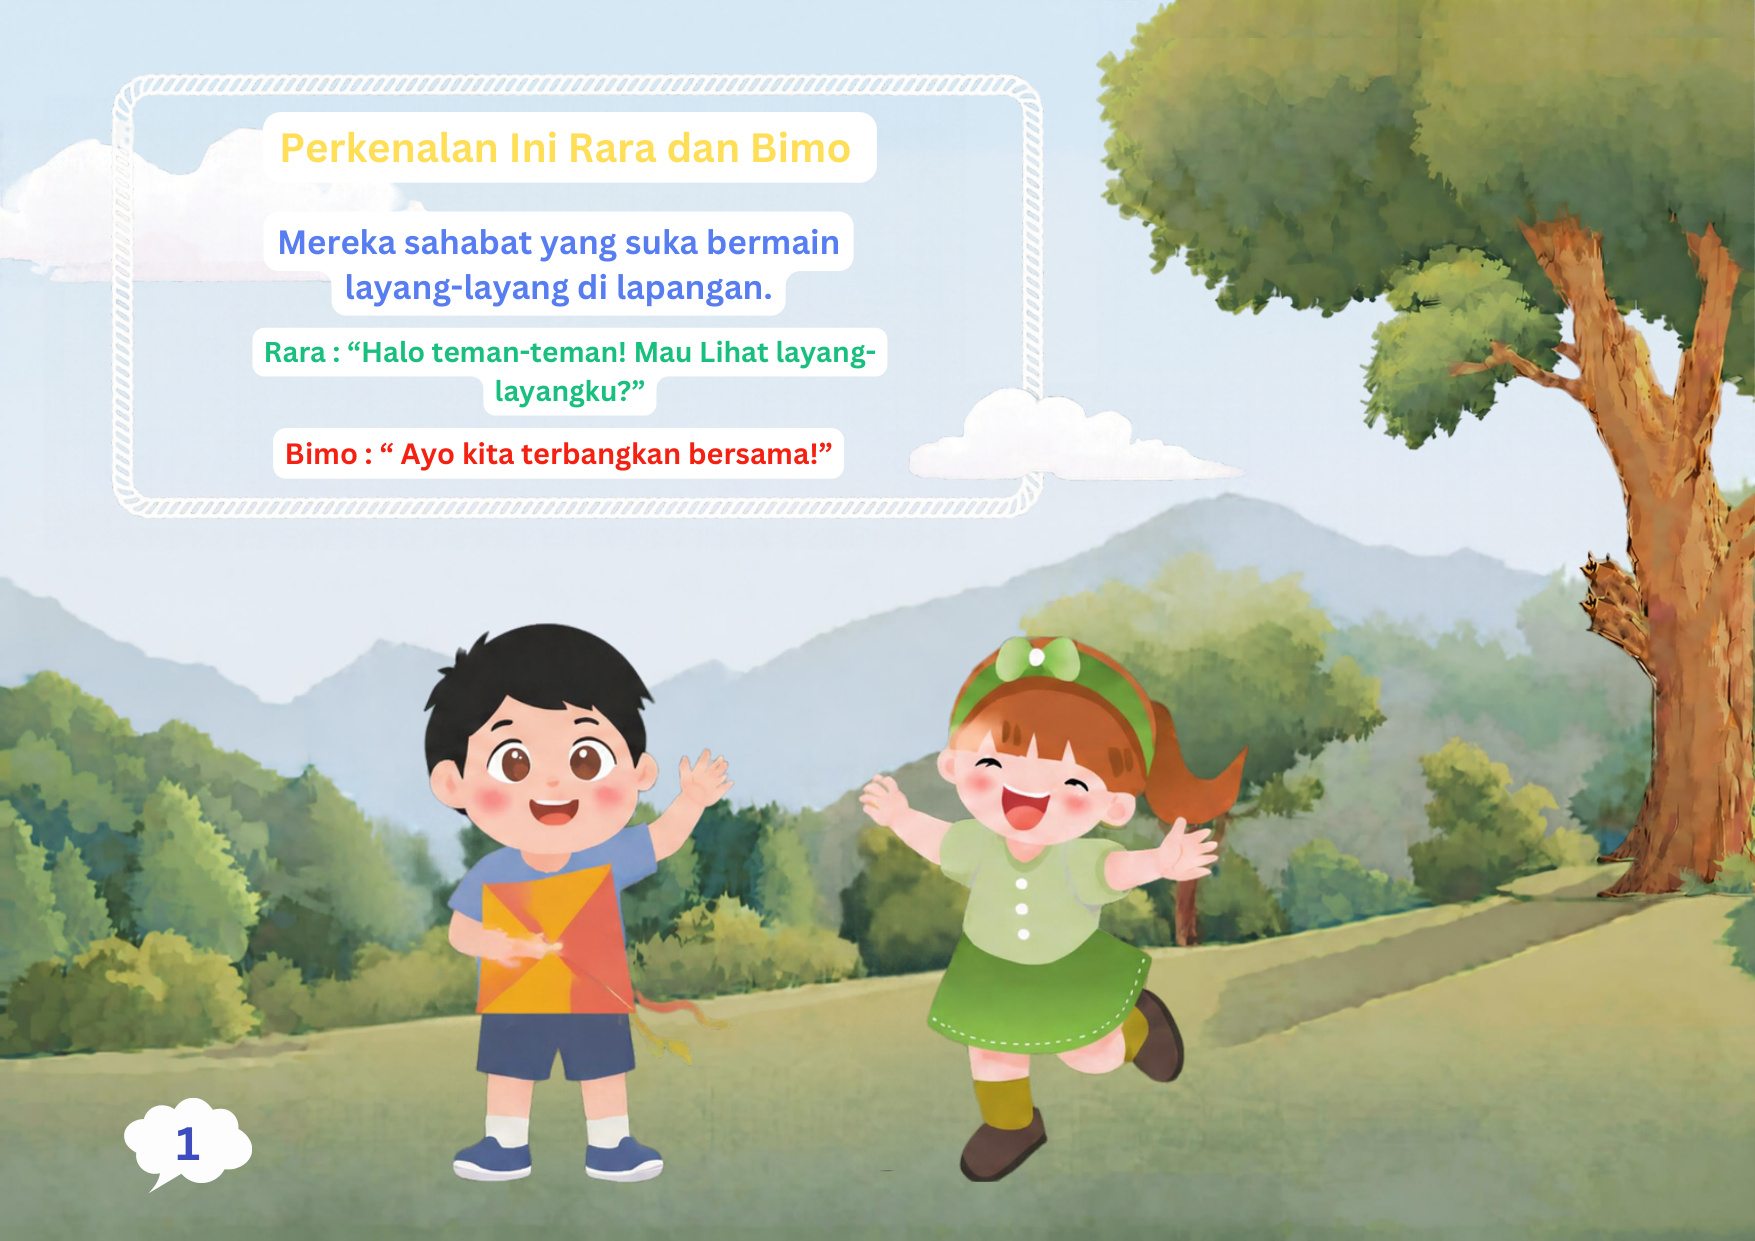 Perkenalan Ini Rara dan Bimo
Mereka sahabat yang suka bermain
layang-layang di lapangan.
Rara : “Halo teman-teman! Mau Lihat layang-
layangku?”
Bimo : “ Ayo kita terbangkan bersama!”
1